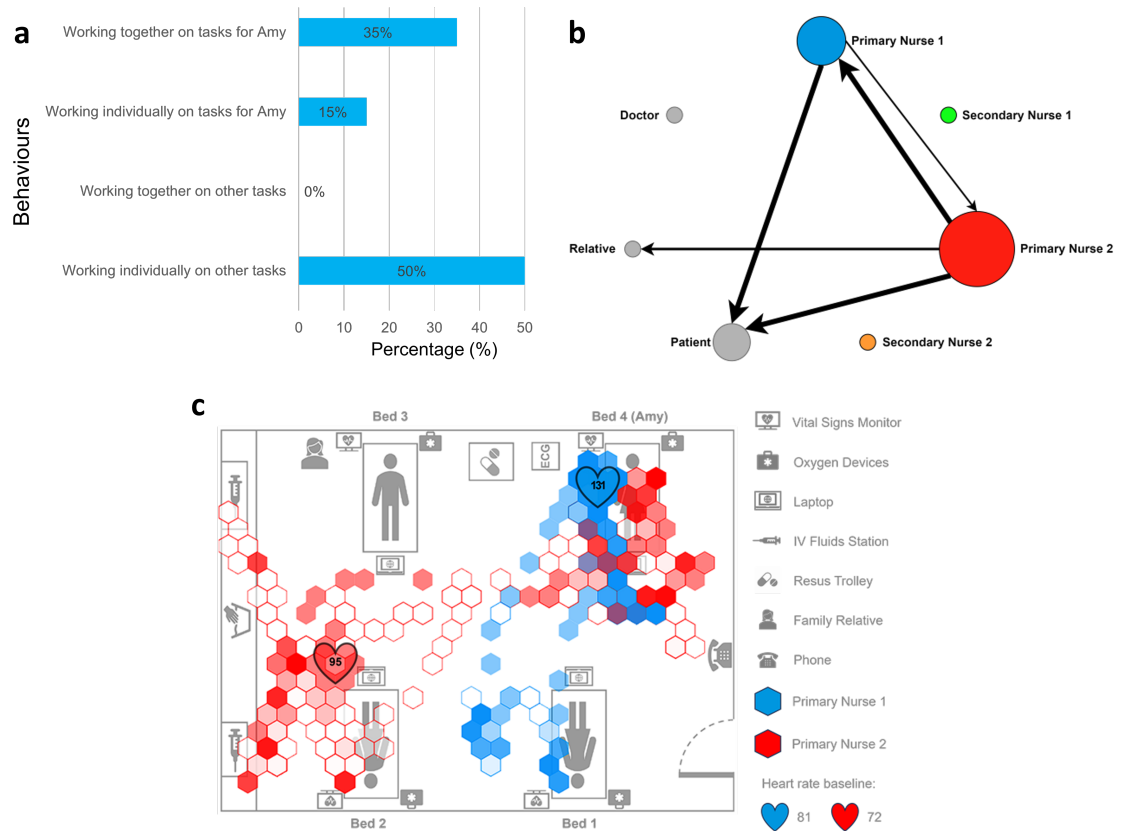 a
Behaviours
Working together on tasks for Amy
35%
Working individually on tasks for Amy
15%
Working together on other tasks
0%
Working individually on other tasks
50%
0 10 20 30 40 50
Percentage (%)
b
Primary Nurse 1
Doctor
Secondary Nurse 1
Relative
Primary Nurse 2
Patient
Secondary Nurse 2
c
Bed 3
Bed 4 (Amy)
ECG
131
95
Bed 2
Bed 1
Vital Signs Monitor
Oxygen Devices
Laptop
IV Fluids Station
Resus Trolley
Family Relative
Phone
Primary Nurse 1
Primary Nurse 2
Heart rate baseline:
81 72